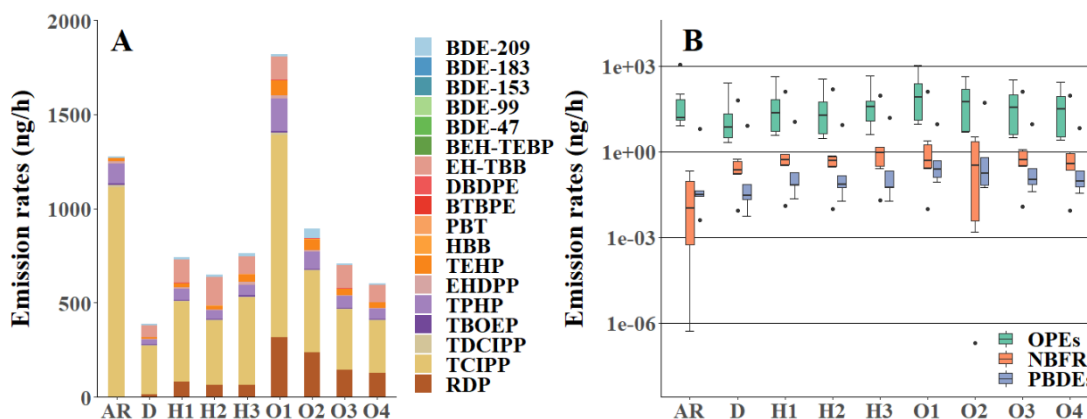 A
Emission rates (ng/h)
2000
1500
1000
500
0
AR D H1 H2 H3 O1 O2 O3 O4
BDE-209
BDE-183
BDE-153
BDE-99
BDE-47
BEH-TEBP
EH-TBB
DBDPE
BTBPE
PBT
HBB
TEHP
EHDPP
TPHP
TBOEP
TDCIPP
TCIPP
RDP
B
Emission rates (ng/h)
1e+03
1e+00
1e-03
1e-06
AR D H1 H2 H3 O1 O2 O3 O4
OPEs
NBFR
PBDEs